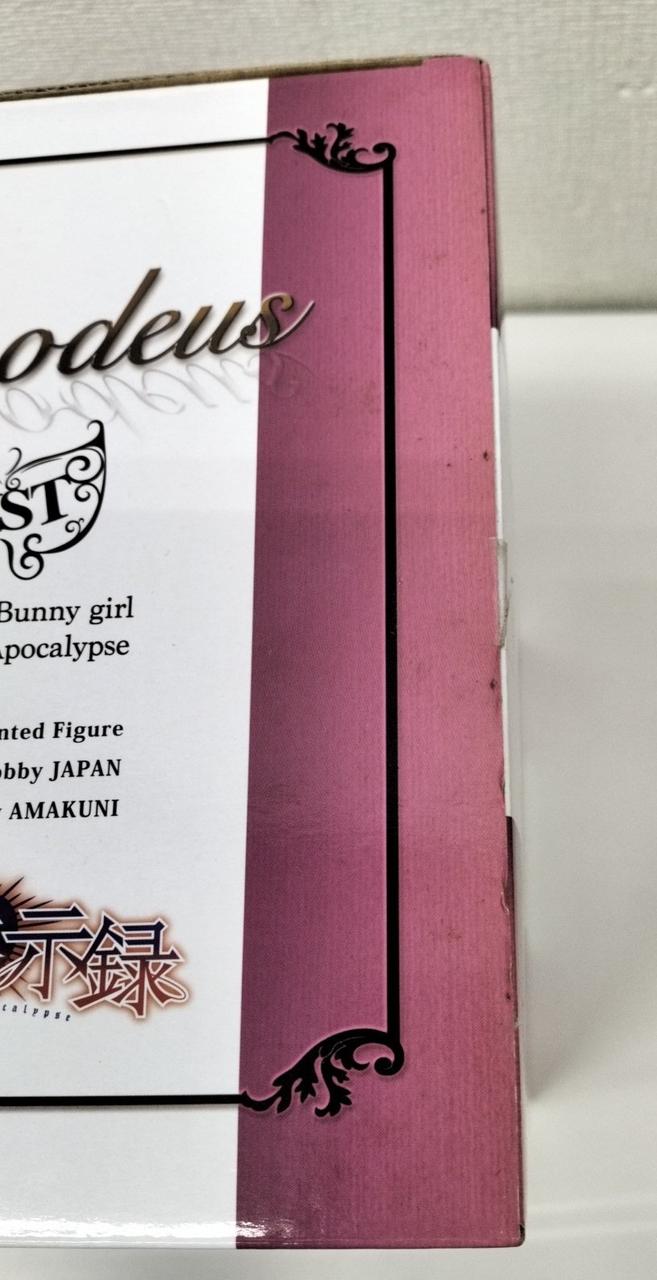 odeus
ST
Bunny girl
Apocalypse
nted Figure
obby JAPAN
AMAKUNI
示録
calypse